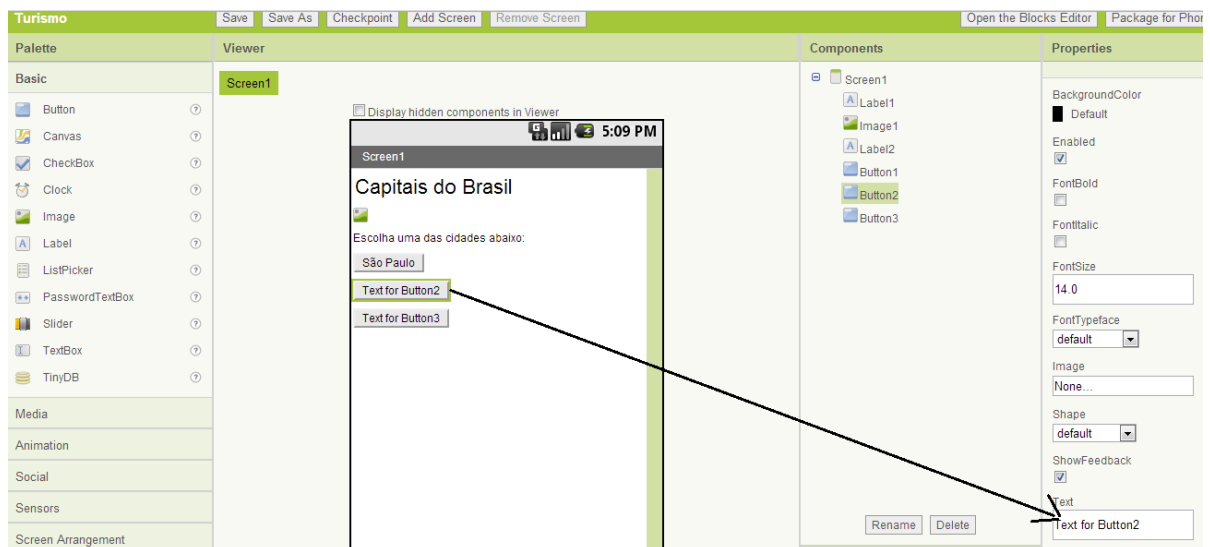 Turismo
Save Save As Checkpoint Add Screen Remove Screen
Open the Blocks Editor Package for Phon
Palette
Basic
Button
Canvas
CheckBox
Clock
Image
Label
ListPicker
PasswordTextBox
Slider
TextBox
TinyDB
Media
Animation
Social
Sensors
Screen Arrangement
Viewer
Screen1
Display hidden components in Viewer
5:09 PM
Screen1
Capitais do Brasil
Escolha uma das cidades abaixo:
São Paulo
Text for Button2
Text for Button3
Components
Screen1
Label1
Image1
Label2
Button1
Button2
Button3
Rename Delete
Properties
BackgroundColor
Default
Enabled
FontBold
FontItalic
FontSize
14.0
FontTypeface
default
Image
None...
Shape
default
ShowFeedback
Text
Text for Button2